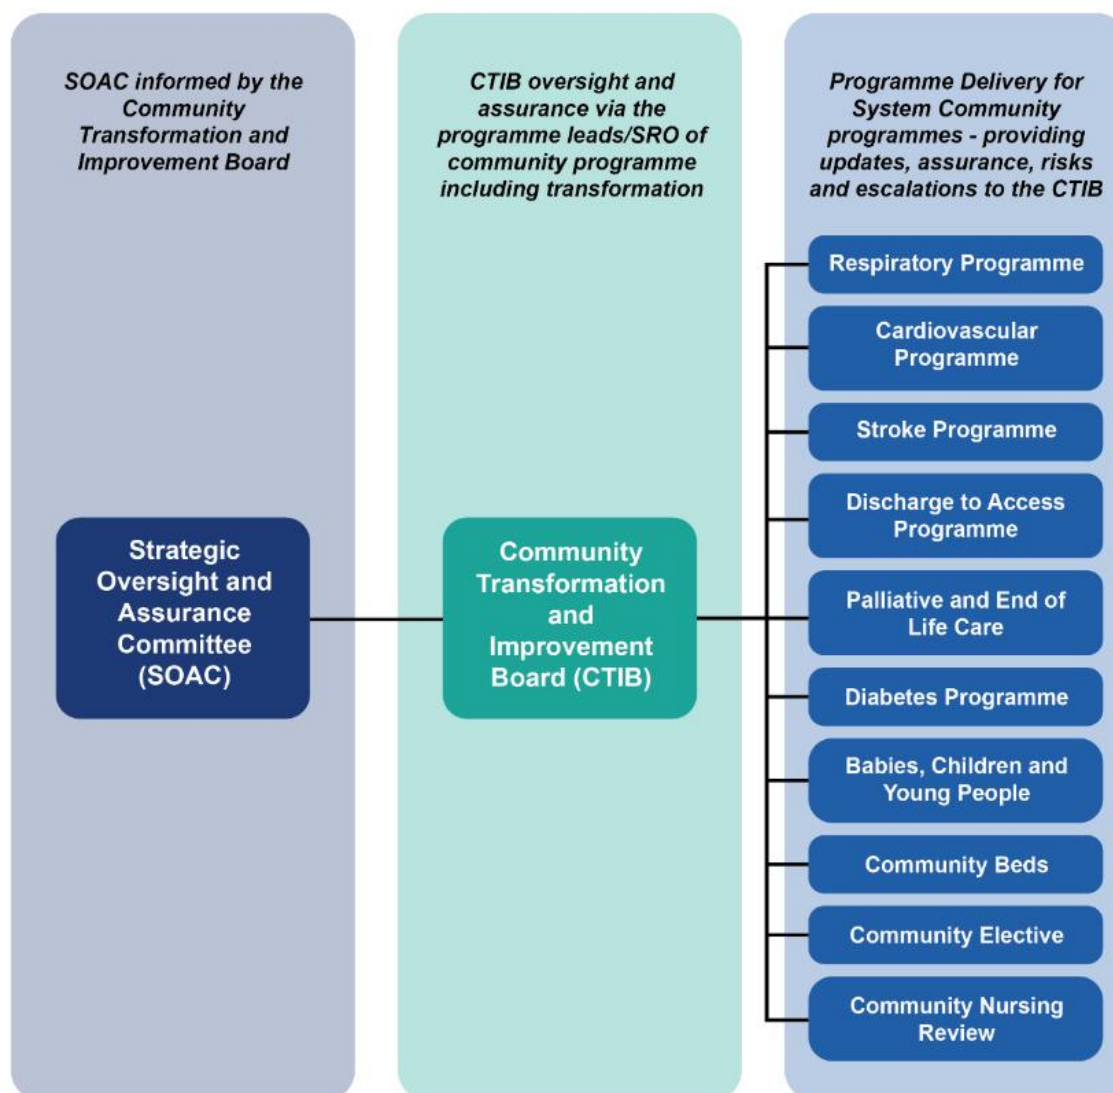 SOAC informed by the
Community
Transformation and
Improvement Board
CTIB oversight and
assurance via the
programme leads/SRO of
community programme
including transformation
Programme Delivery for
System Community
programmes - providing
updates, assurance, risks
and escalations to the CTIB
Strategic
Oversight and
Assurance
Committee
(SOAC)
Community
Transformation
and
Improvement
Board (CTIB)
Respiratory Programme
Cardiovascular
Programme
Stroke Programme
Discharge to Access
Programme
Palliative and End of
Life Care
Diabetes Programme
Babies, Children and
Young People
Community Beds
Community Elective
Community Nursing
Review